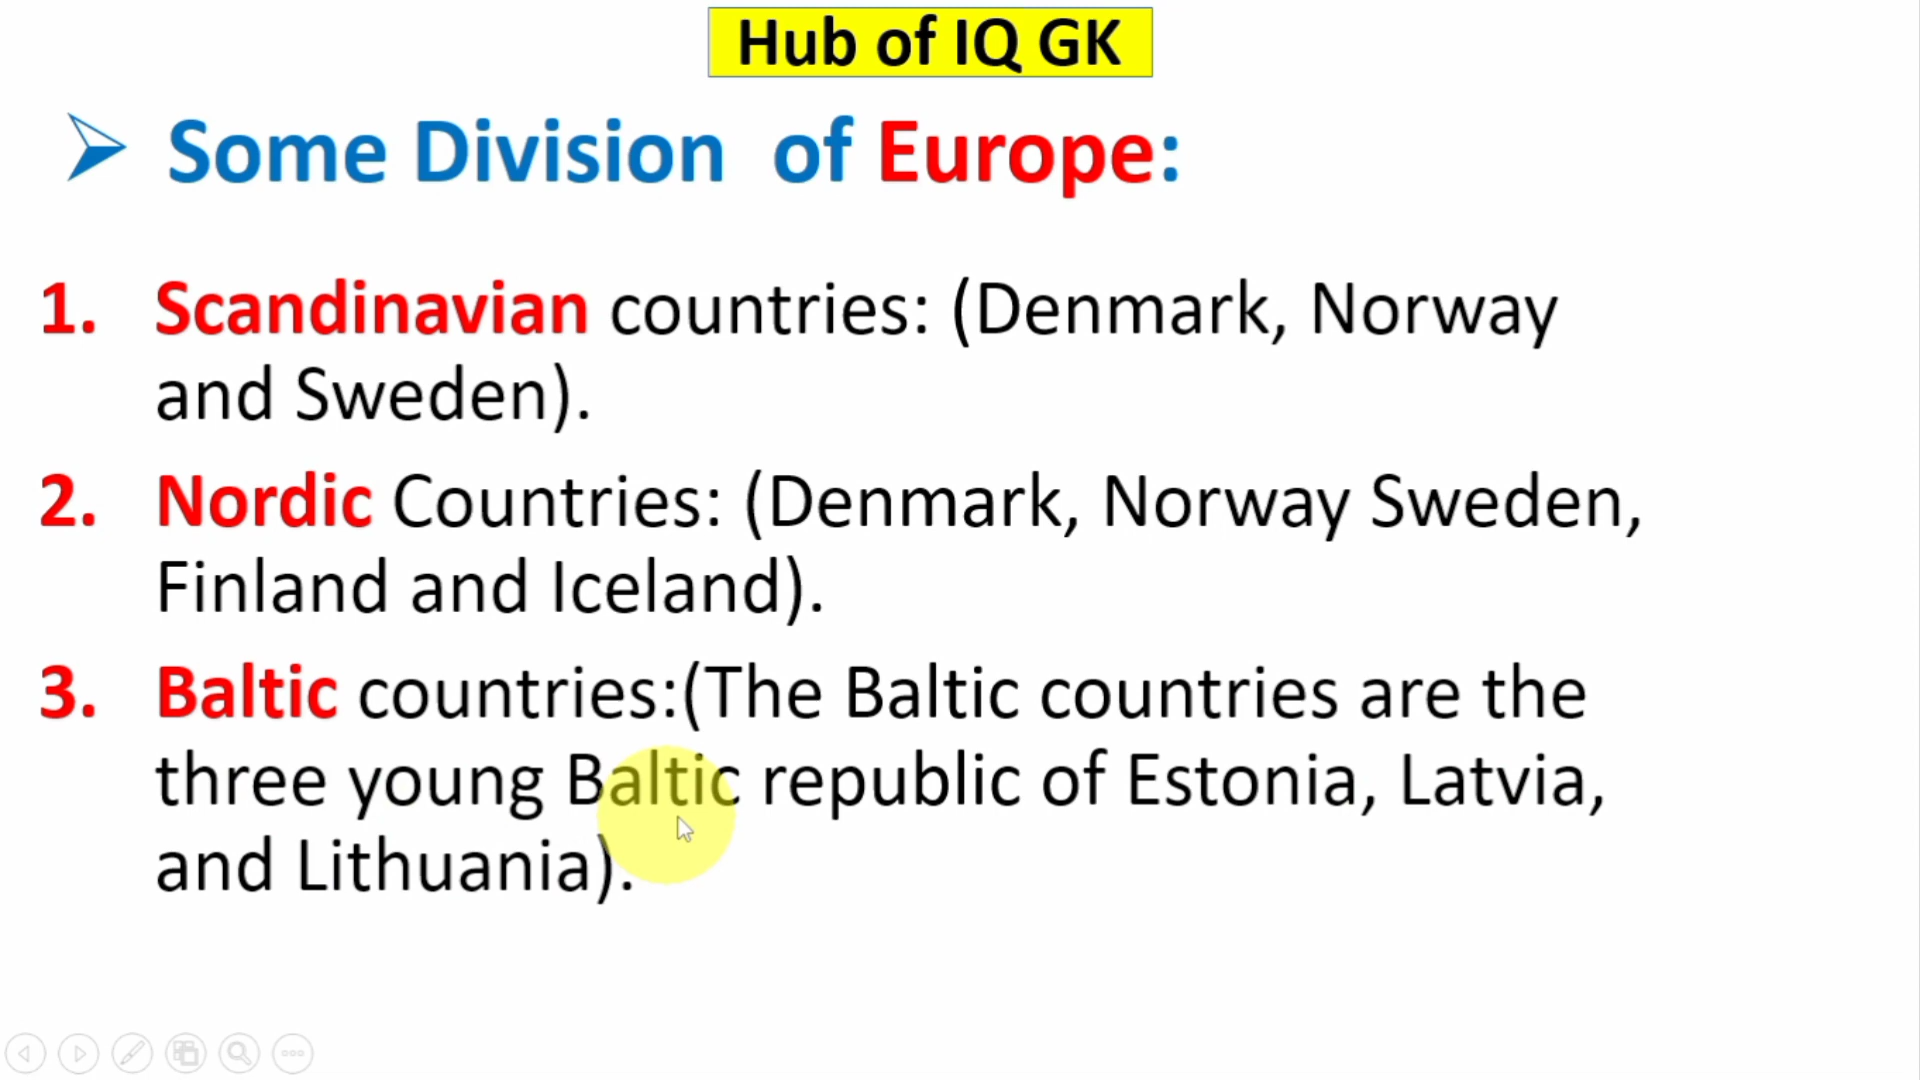 Hub of IQ GK
Some Division of Europe:
1. Scandinavian countries: (Denmark, Norway
and Sweden).
2. Nordic Countries: (Denmark, Norway Sweden,
Finland and Iceland).
3. Baltic countries:(The Baltic countries are the
three young Baltic republic of Estonia, Latvia,
and Lithuania).